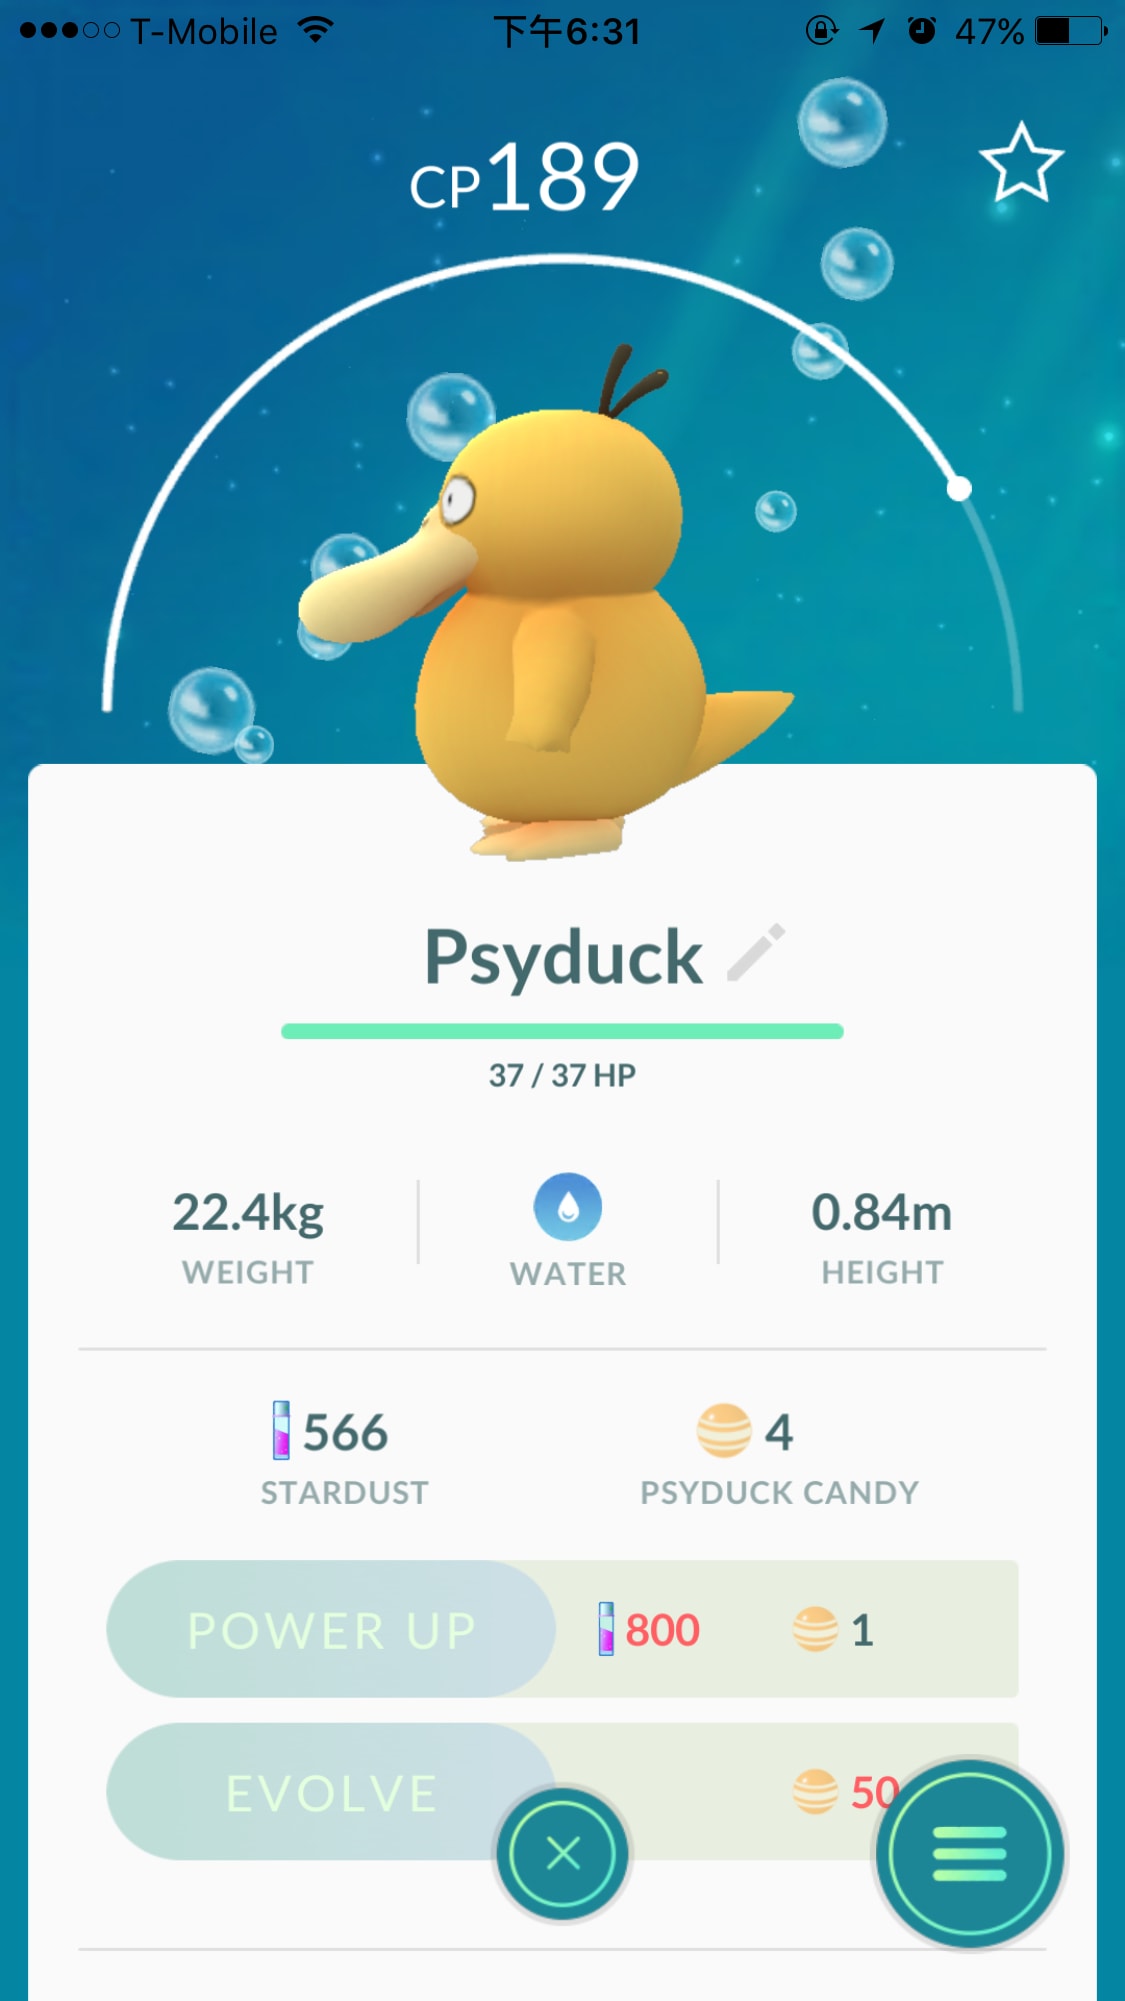 T-Mobile 下午6:31 47%
CP189
Psyduck
37 / 37 HP
22.4kg
WEIGHT
WATER
0.84m
HEIGHT
566
STARDUST
4
PSYDUCK CANDY
POWER UP 800 1
EVOLVE 50